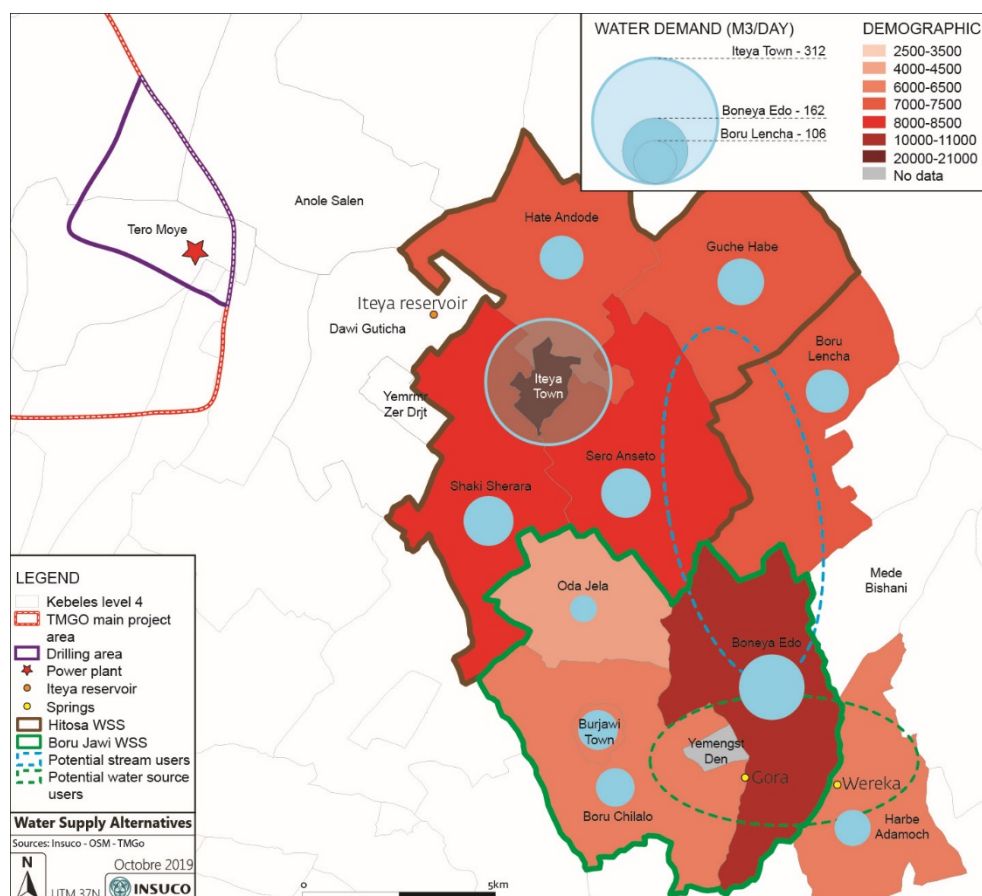 WATER DEMAND (M3/DAY)
Iteya Town - 312
Boneya Edo - 162
Boru Lencha - 106
DEMOGRAPHIC
2500-3500
4000-4500
6000-6500
7000-7500
8000-8500
10000-11000
20000-21000
No data
Anole Salen
Tero Moye
Hate Andode
Guche Habe
Iteya reservoir
Dawi Guticha
Boru
Lencha
Iteya
Town
Yemrmr
Zer Drjt
Sero Anseto
Shaki Sherara
Oda Jela
Mede
Bishani
Boneya Edo
Burjawi
Town
Yemengst
Den
Gora
Wereka
Boru Chilalo
Harbe
Adamoch
LEGEND
Kebeles level 4
TMGO main project
area
Drilling area
Power plant
Iteya reservoir
Springs
Hitosa WSS
Boru Jawi WSS
Potential stream users
Potential water source
users
Water Supply Alternatives
Sources: Insuco - OSM - TMGo
Octobre 2019
N
UTM 37N
INSUCO
0
5km